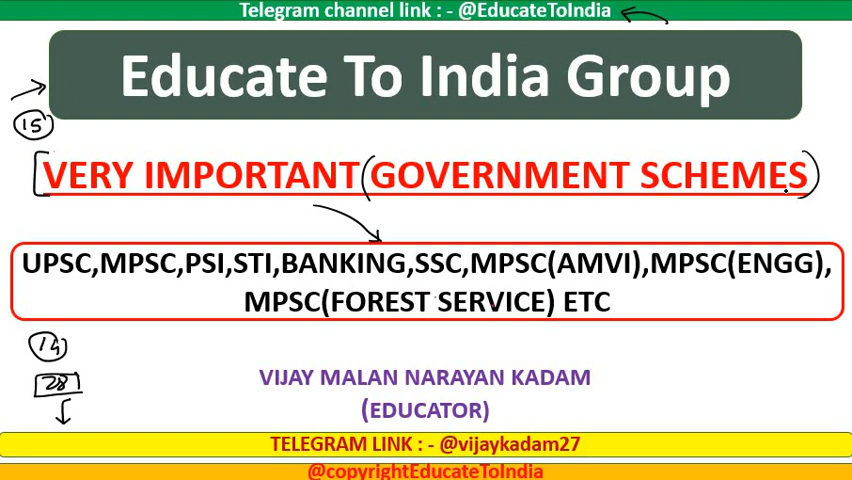 Telegram channel link : - @EducateToIndia
Educate To India Group
15
VERY IMPORTANT GOVERNMENT SCHEMES
UPSC,MPSC,PSI,STI,BANKING,SSC,MPSC(AMVI),MPSC(ENGG),
MPSC(FOREST SERVICE) ETC
14
281
VIJAY MALAN NARAYAN KADAM
(EDUCATOR)
TELEGRAM LINK : - @vijaykadam27
@copyrightEducateToIndia